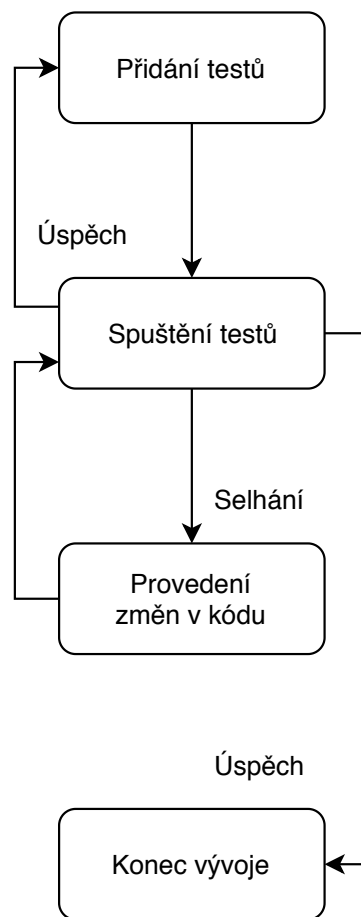 Přidání testů
Úspěch
Spuštění testů
Selhání
Provedení
změn v kódu
Úspěch
Konec vývoje